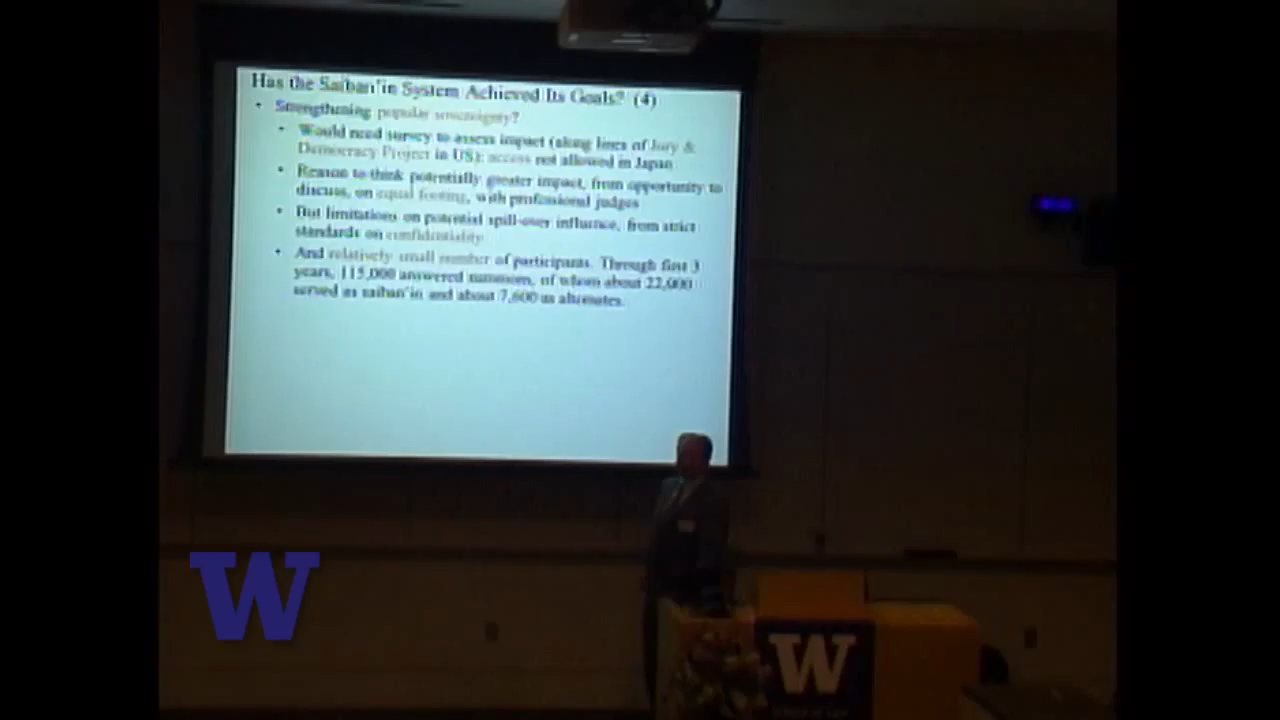 Has the Saiban'in System Achieved Its Goals? (4)
• Strengthening popular sovereignty?
• Would need survey to assess impact (along lines of Jury &
Democracy Project in US); access not allowed in Japan
• Reason to think potentially greater impact, from opportunity to
discuss, on equal footing, with professional judges
• But limitations on potential spill-over influence, from strict
standards on confidentiality
• And relatively small number of participants. Through first 3
years, 115,000 answered summons, of whom about 22,000
served as saiban'in and about 7,600 as alternates.
W
W